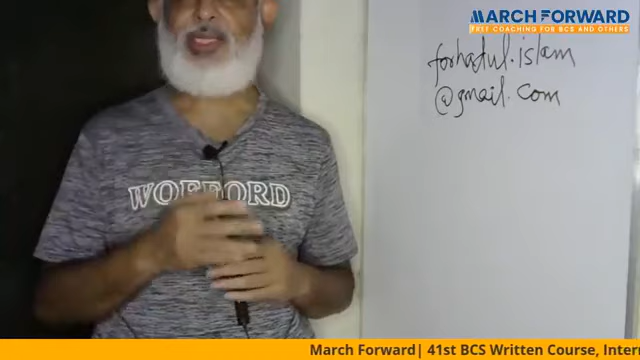 MARCH FORWARD
FREE COACHING FOR BCS AND OTHERS
forhatul.islam
@gmail.com
WOFFORD
March Forward| 41st BCS Written Course, Inter